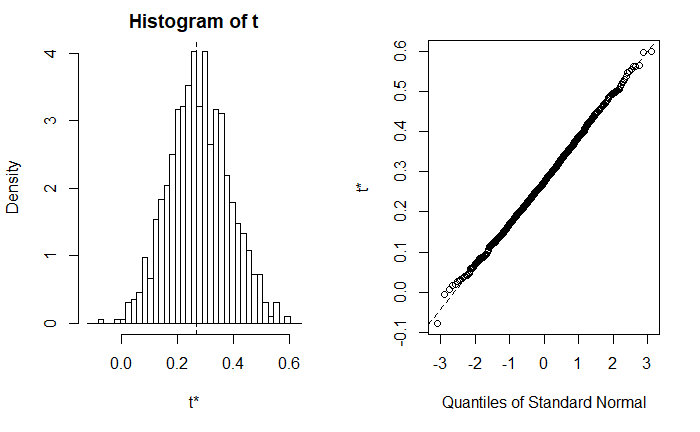 Histogram of t
Density
0
1
2
3
4
0.0 0.2 0.4 0.6
t*
t*
-0.1
0.0
0.1
0.2
0.3
0.4
0.5
0.6
-3 -2 -1 0 1 2 3
Quantiles of Standard Normal